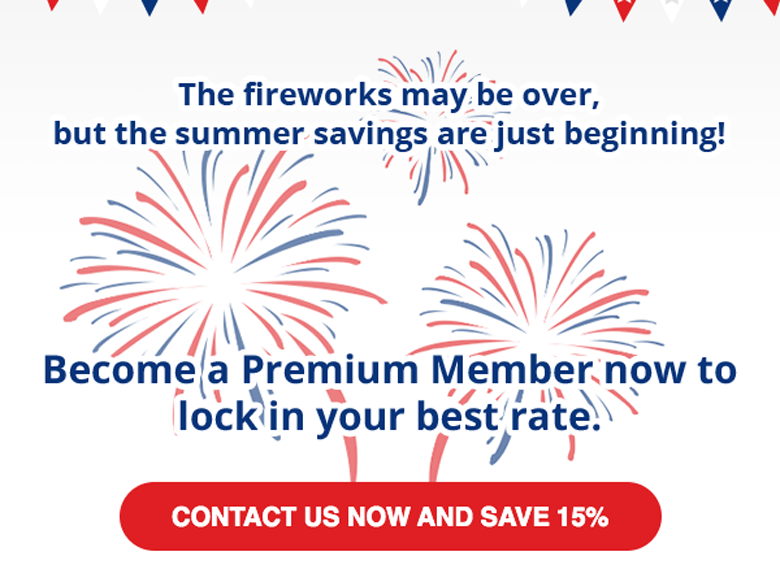 The fireworks may be over,
but the summer savings are just beginning!
Become a Premium Member now to
lock in your best rate.
CONTACT US NOW AND SAVE 15%